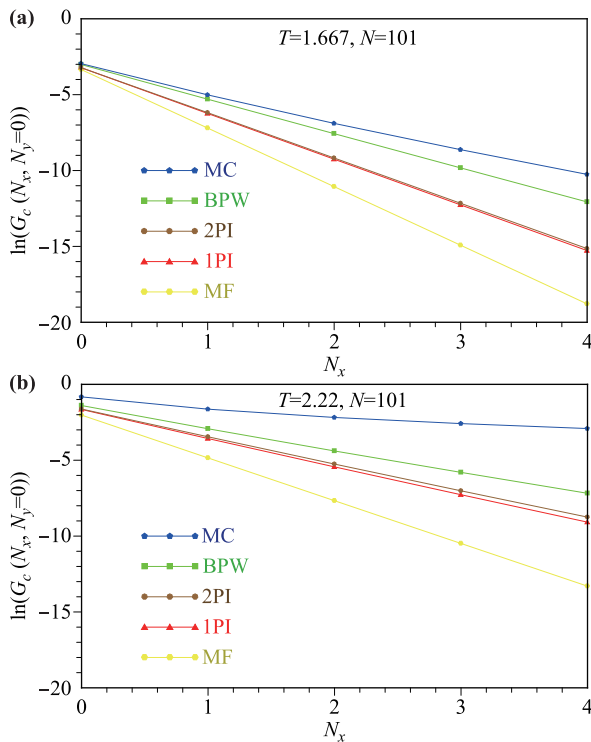 (a)
T=1.667, N=101
ln(G_c (N_x, N_y=0))
0
−5
−10
−15
−20
MC
BPW
2PI
1PI
MF
0 1 2 3 4
N_x
(b)
T=2.22, N=101
ln(G_c (N_x, N_y=0))
0
−5
−10
−15
−20
MC
BPW
2PI
1PI
MF
0 1 2 3 4
N_x